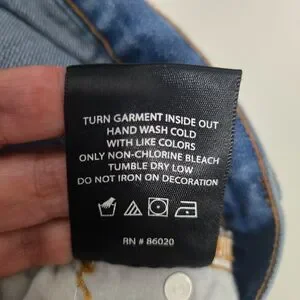 TURN GARMENT INSIDE OUT
HAND WASH COLD
WITH LIKE COLORS
ONLY NON-CHLORINE BLEACH
TUMBLE DRY LOW
DO NOT IRON ON DECORATION
RN # 86020